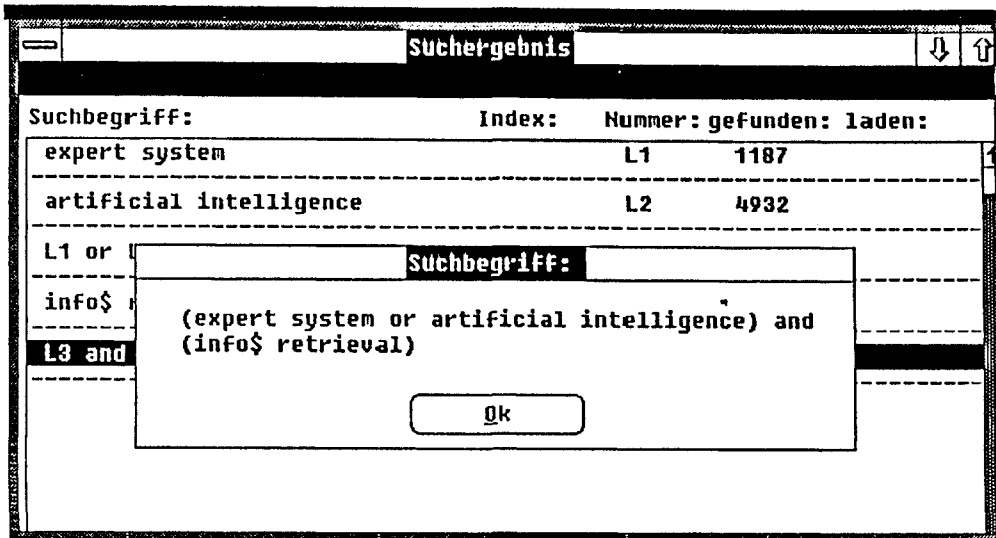 Suchergebnis
Suchbegriff: Index: Nummer: gefunden: laden:
expert system L1 1187
artificial intelligence L2 4932
L1 or
info$
L3 and
Suchbegriff:
(expert system or artificial intelligence) and
(info$ retrieval)
Ok